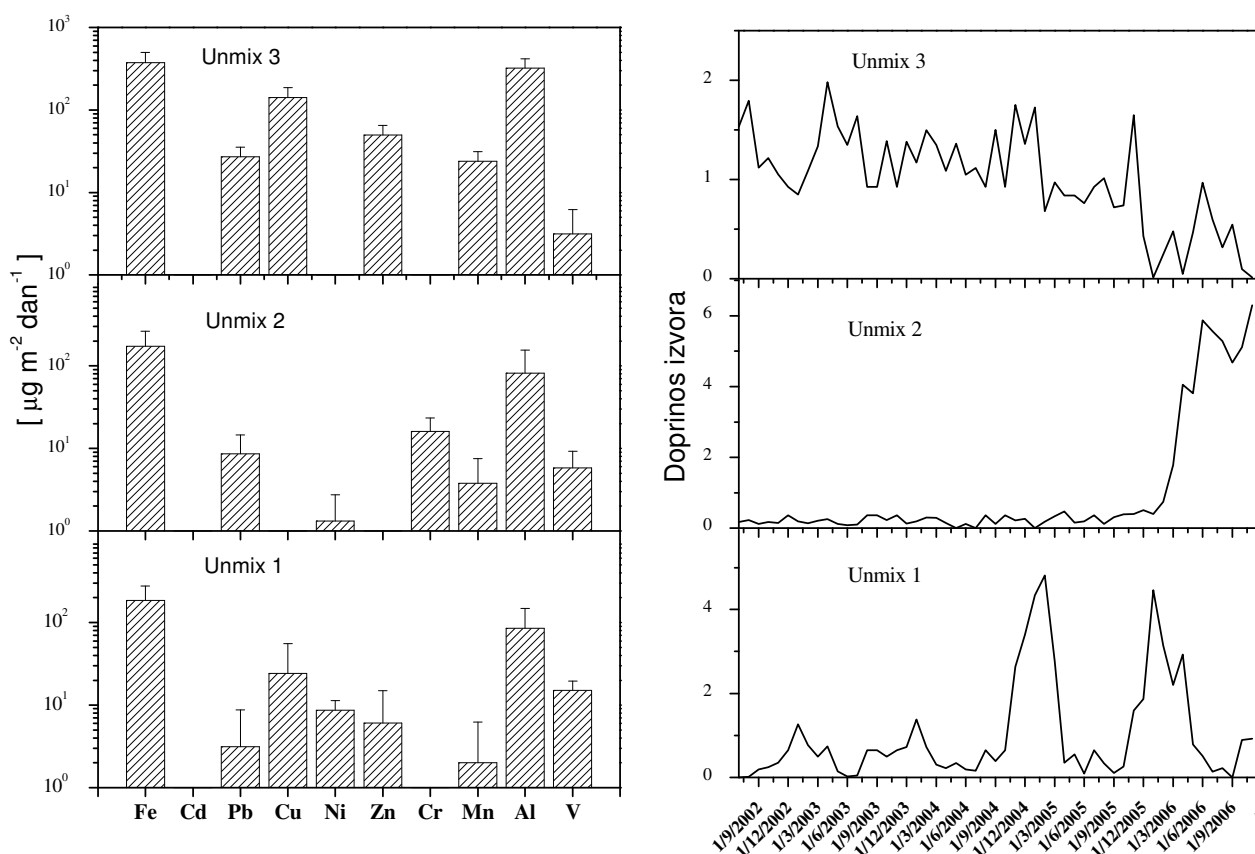 [ µg m⁻² dan⁻¹ ]
10³
Unmix 3
10²
10¹
10⁰
Unmix 2
10²
10¹
10⁰
Unmix 1
10²
10¹
10⁰
Fe Cd Pb Cu Ni Zn Cr Mn Al V
Doprinos izvora
Unmix 3
2
1
0
Unmix 2
6
4
2
0
Unmix 1
4
2
0
1/9/2002 1/12/2002 1/3/2003 1/6/2003 1/9/2003 1/12/2003 1/3/2004 1/6/2004 1/9/2004 1/12/2004 1/3/2005 1/6/2005 1/9/2005 1/12/2005 1/3/2006 1/6/2006 1/9/2006